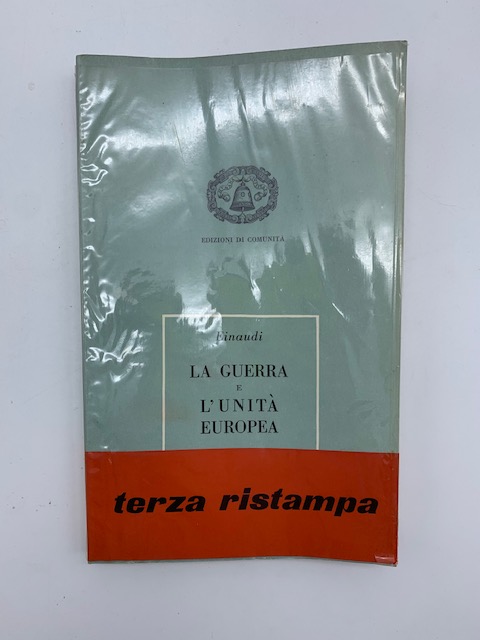 EDIZIONI DI COMUNITÀ
Einaudi
LA GUERRA
E
L'UNITÀ
EUROPEA
terza ristampa